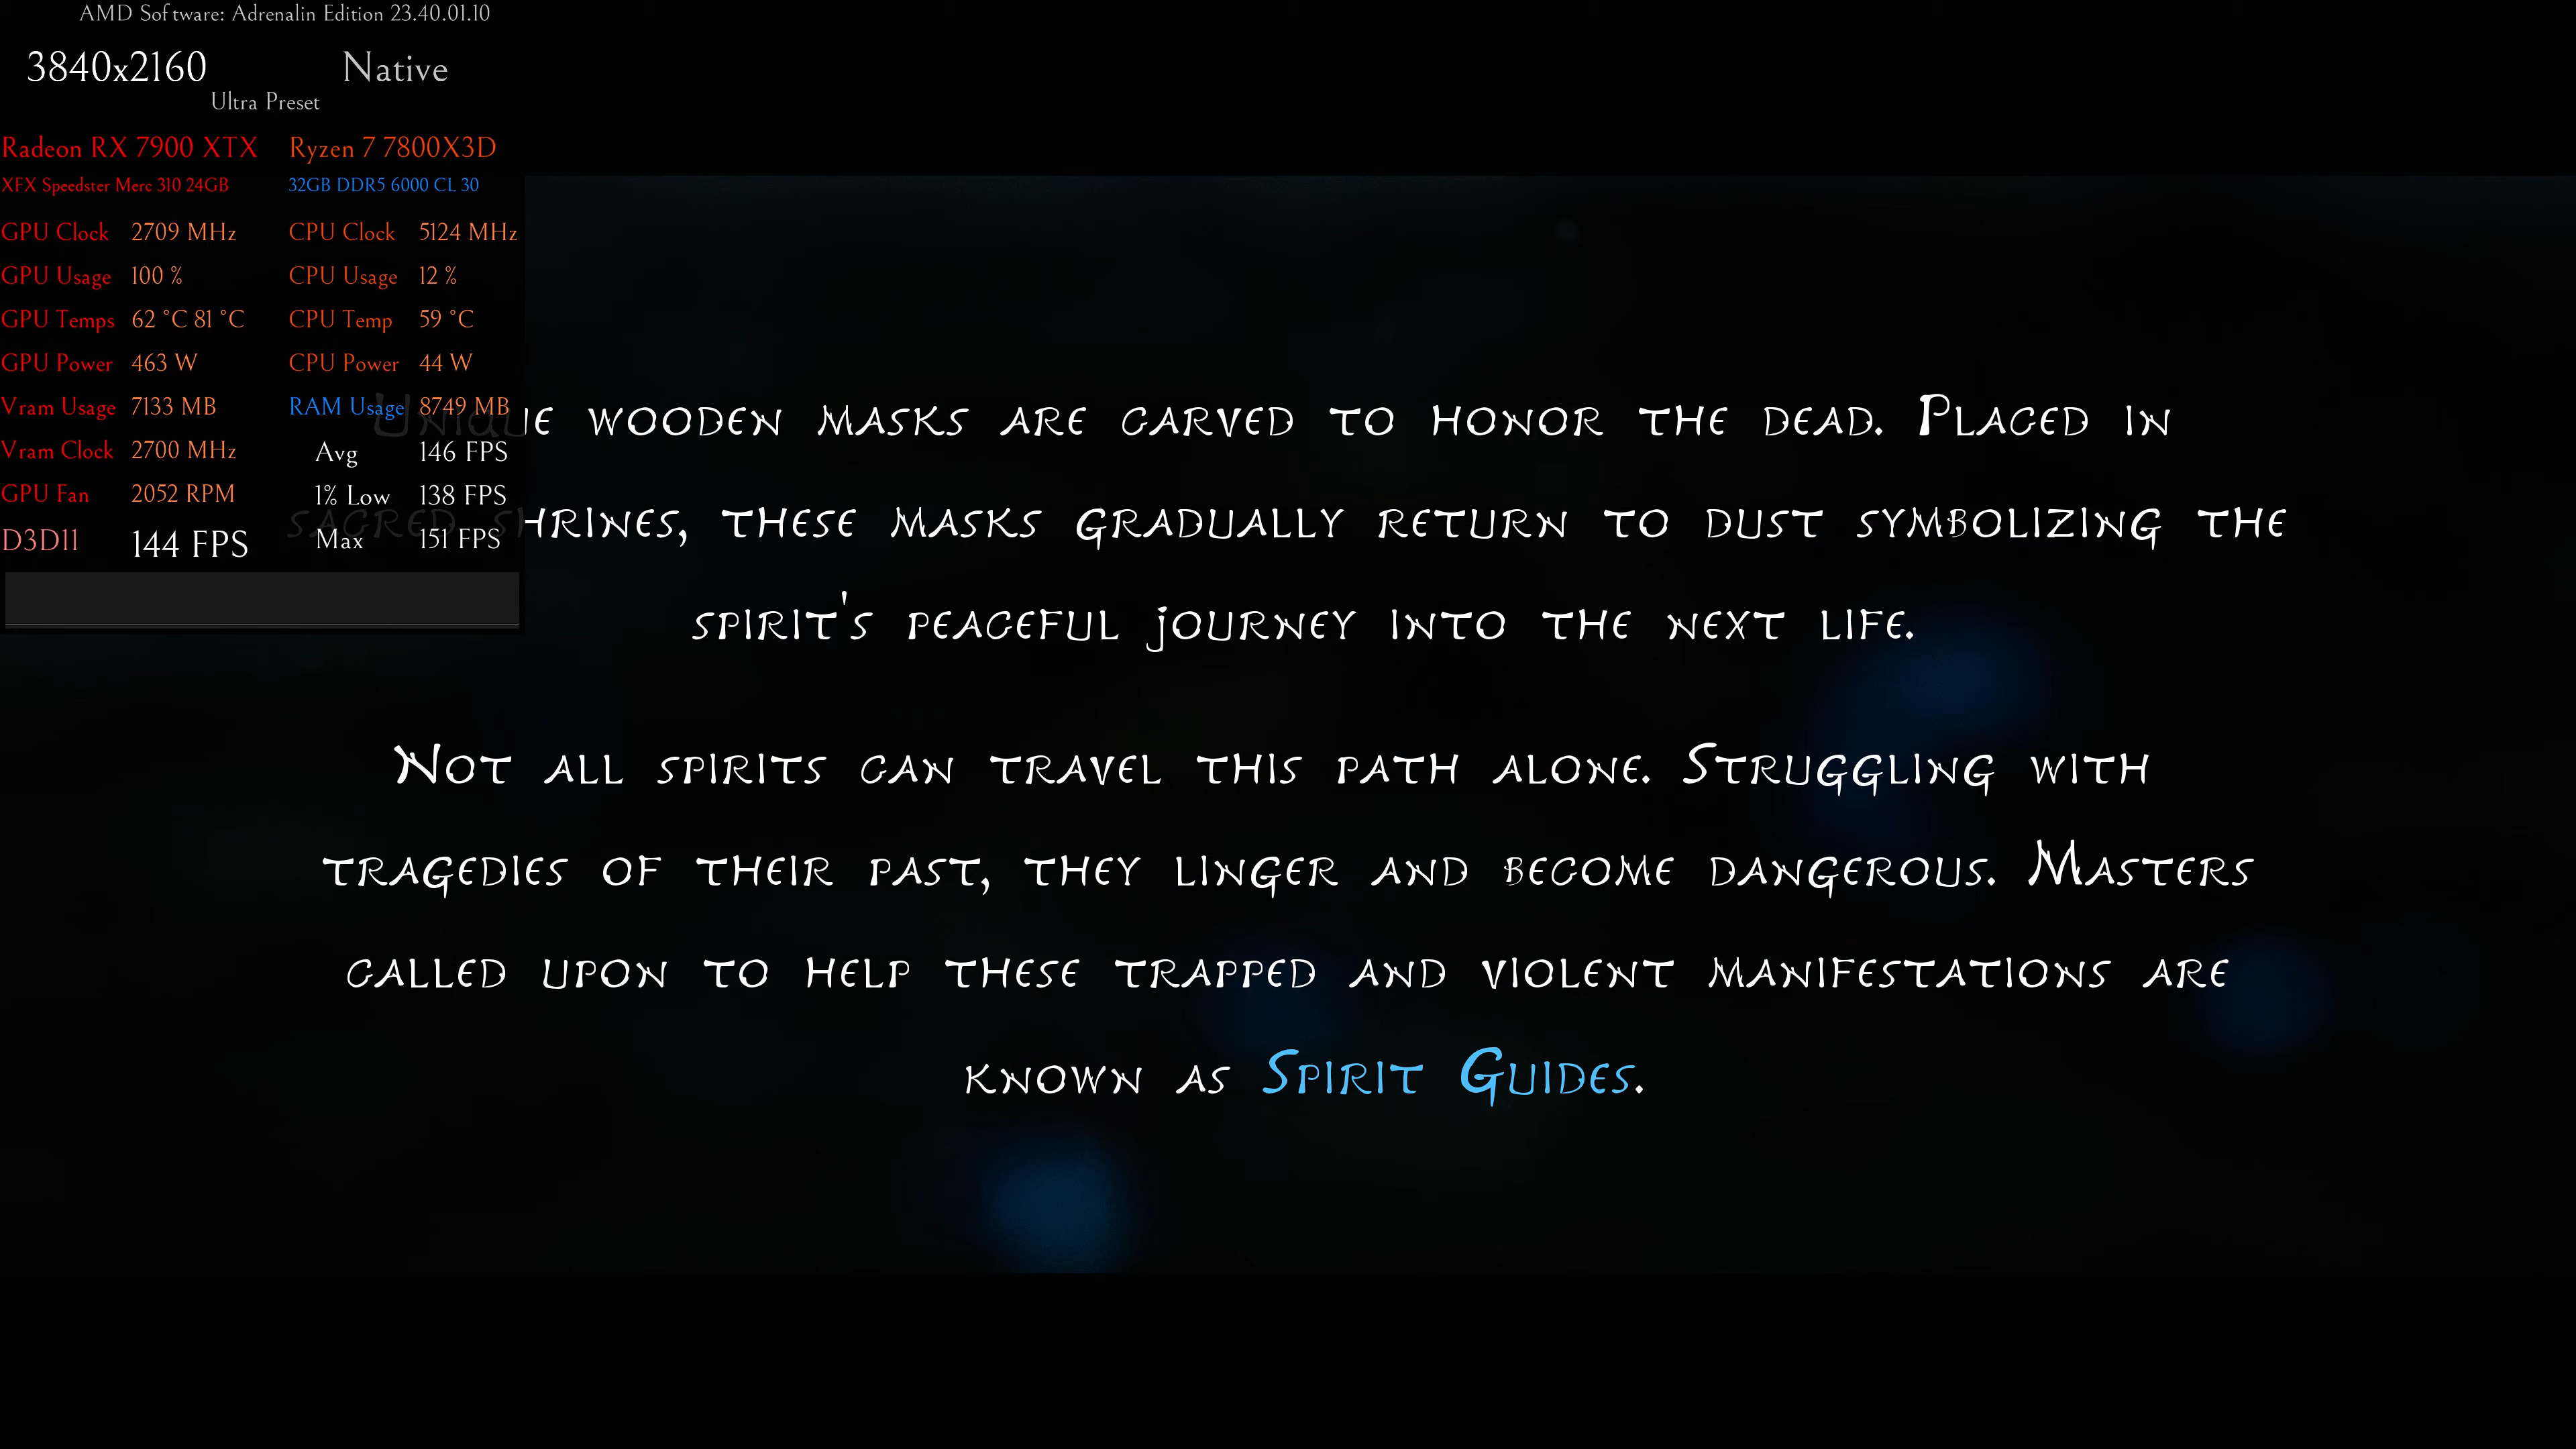 AMD Software: Adrenalin Edition 23.40.01.10
3840x2160 Native
Ultra Preset
Radeon RX 7900 XTX Ryzen 7 7800X3D
XFX Speedster Merc 310 24GB 32GB DDR5 6000 CL 30
GPU Clock 2709 MHz CPU Clock 5124 MHz
GPU Usage 100 % CPU Usage 12 %
GPU Temps 62 °C 81 °C CPU Temp 59 °C
GPU Power 463 W CPU Power 44 W
Vram Usage 7133 MB RAM Usage 8749 MB
Vram Clock 2700 MHz Avg 146 FPS
GPU Fan 2052 RPM 1% Low 138 FPS
D3D11 144 FPS Max 151 FPS
Unique wooden masks are carved to honor the dead. Placed in
sacred shrines, these masks gradually return to dust symbolizing the
spirit's peaceful journey into the next life.
Not all spirits can travel this path alone. Struggling with
tragedies of their past, they linger and become dangerous. Masters
called upon to help these trapped and violent manifestations are
known as Spirit Guides.